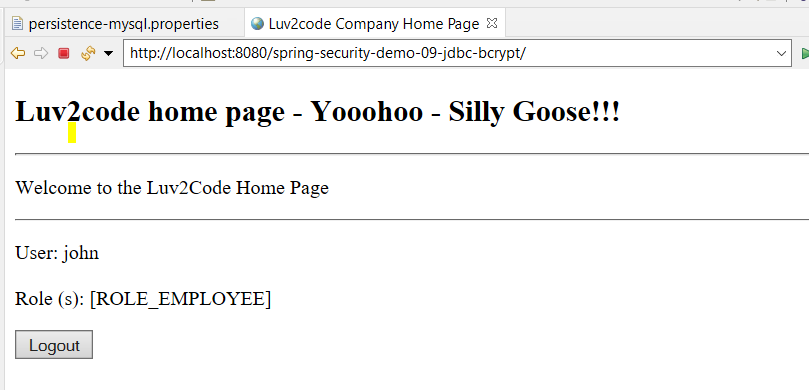 persistence-mysql.properties
Luv2code Company Home Page
http://localhost:8080/spring-security-demo-09-jdbc-bcrypt/
Luv2code home page - Yooohoo - Silly Goose!!!
Welcome to the Luv2Code Home Page
User: john
Role (s): [ROLE_EMPLOYEE]
Logout